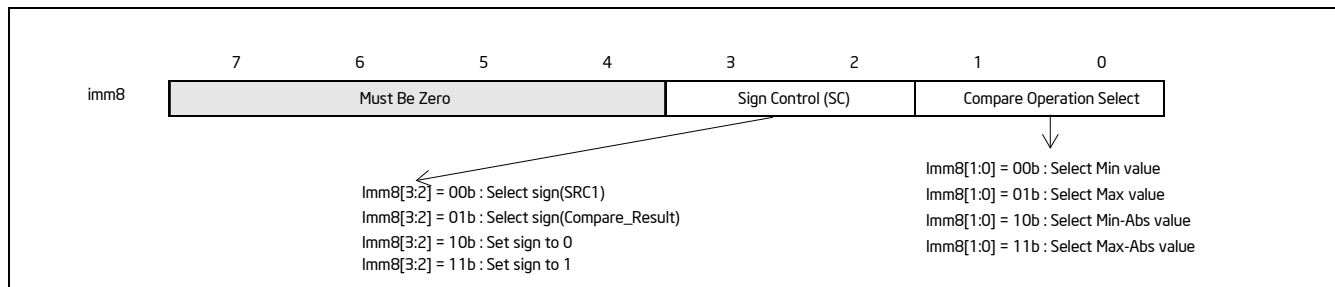 7 6 5 4 3 2 1 0
imm8 Must Be Zero Sign Control (SC) Compare Operation Select
Imm8[3:2] = 00b : Select sign(SRC1)
Imm8[3:2] = 01b : Select sign(Compare_Result)
Imm8[3:2] = 10b : Set sign to 0
Imm8[3:2] = 11b : Set sign to 1
Imm8[1:0] = 00b : Select Min value
Imm8[1:0] = 01b : Select Max value
Imm8[1:0] = 10b : Select Min-Abs value
Imm8[1:0] = 11b : Select Max-Abs value